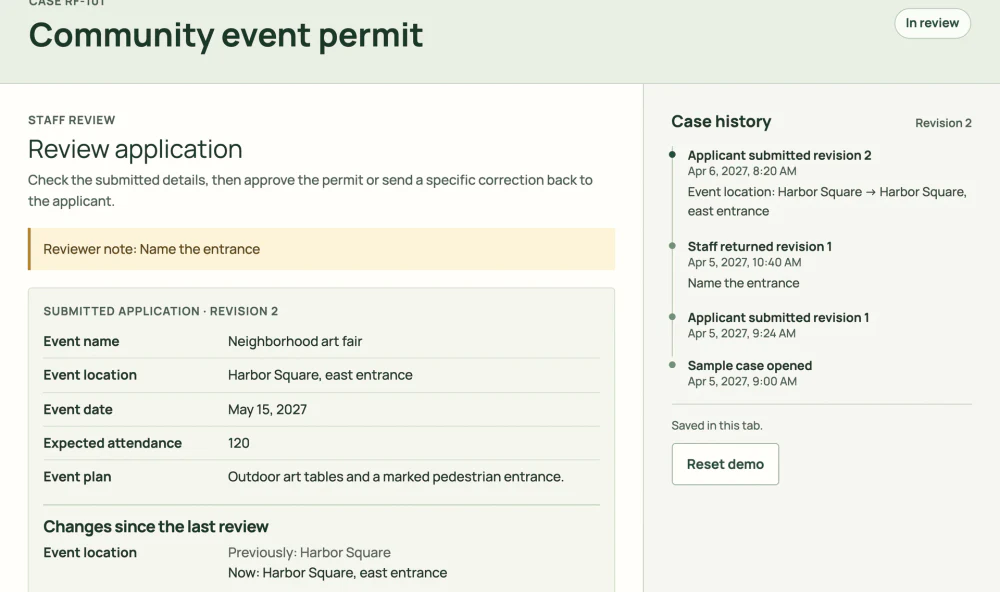 CASE RF-101
Community event permit
In review
STAFF REVIEW
Review application
Check the submitted details, then approve the permit or send a specific correction back to
the applicant.
Reviewer note: Name the entrance
SUBMITTED APPLICATION · REVISION 2
Event name Neighborhood art fair
Event location Harbor Square, east entrance
Event date May 15, 2027
Expected attendance 120
Event plan Outdoor art tables and a marked pedestrian entrance.
Changes since the last review
Event location Previously: Harbor Square
Now: Harbor Square, east entrance
Case history Revision 2
Applicant submitted revision 2
Apr 6, 2027, 8:20 AM
Event location: Harbor Square → Harbor Square,
east entrance
Staff returned revision 1
Apr 5, 2027, 10:40 AM
Name the entrance
Applicant submitted revision 1
Apr 5, 2027, 9:24 AM
Sample case opened
Apr 5, 2027, 9:00 AM
Saved in this tab.
Reset demo